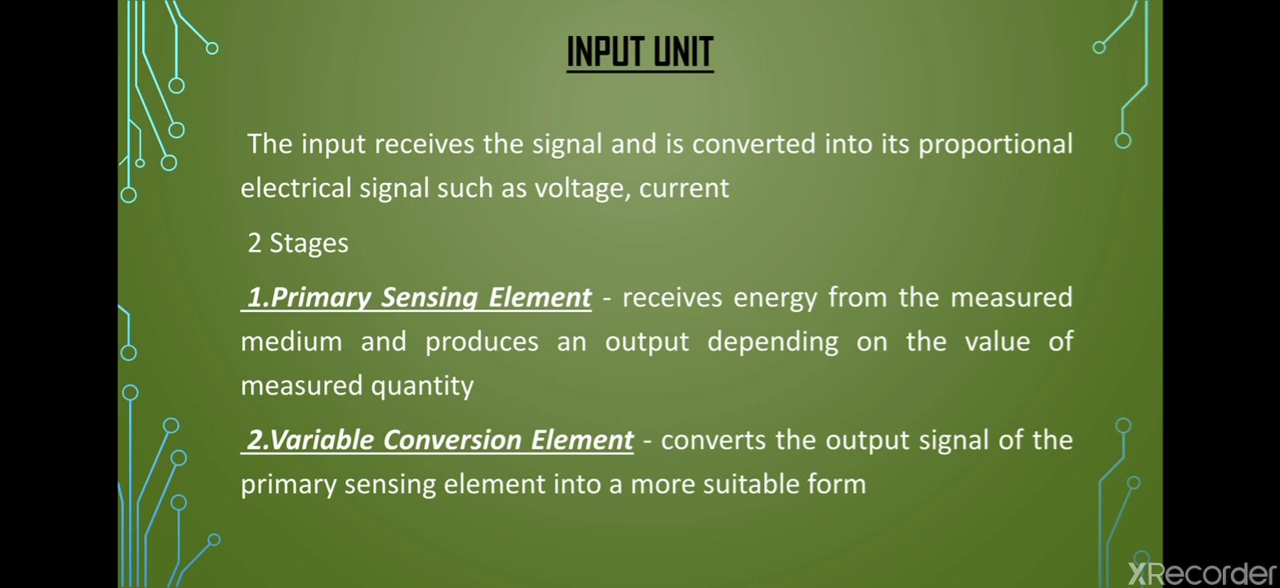 INPUT UNIT
The input receives the signal and is converted into its proportional
electrical signal such as voltage, current
2 Stages
1.Primary Sensing Element - receives energy from the measured
medium and produces an output depending on the value of
measured quantity
2.Variable Conversion Element - converts the output signal of the
primary sensing element into a more suitable form
XRecorder